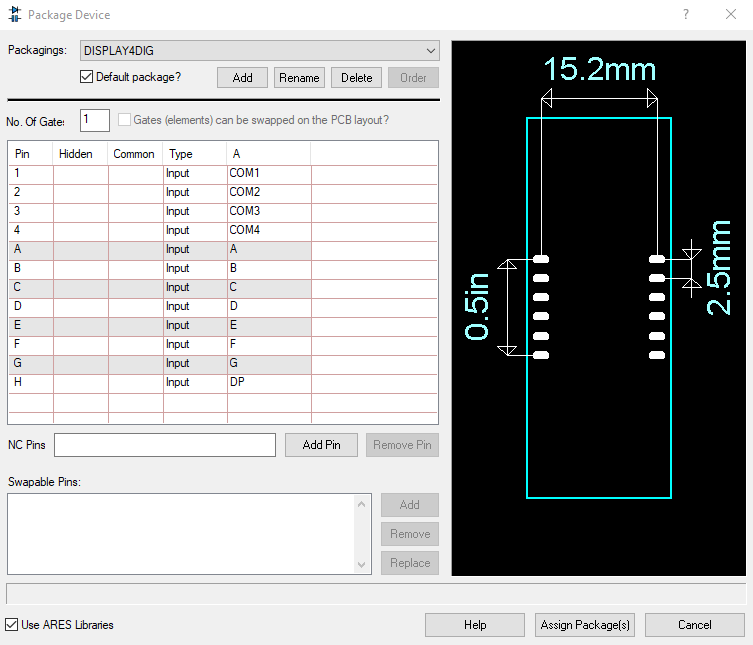 Package Device ?
Packagings: DISPLAY4DIG
Default package? Add Rename Delete Order
No. Of Gate: 1 Gates (elements) can be swapped on the PCB layout?
Pin Hidden Common Type A
1 Input COM1
2 Input COM2
3 Input COM3
4 Input COM4
A Input A
B Input B
C Input C
D Input D
E Input E
F Input F
G Input G
H Input DP
NC Pins Add Pin Remove Pin
Swapable Pins:
Add
Remove
Replace
15.2mm
0.5in
2.5mm
Use ARES Libraries Help Assign Package(s) Cancel